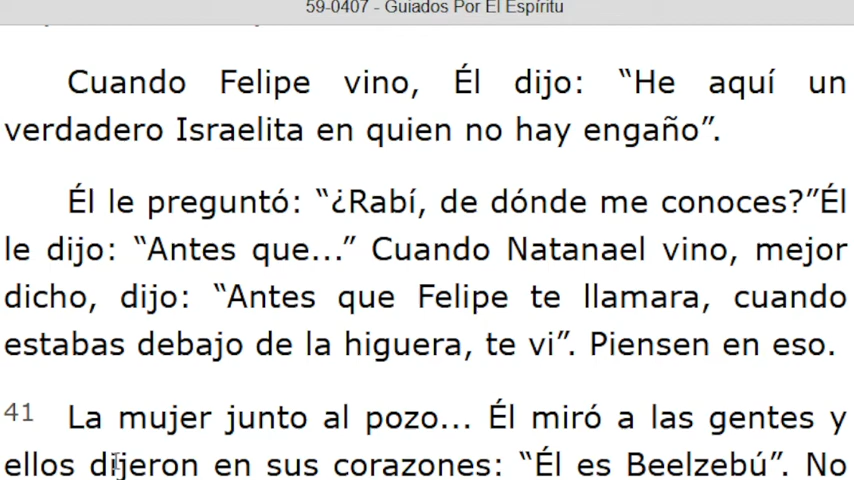 59-0407 - Guiados Por El Espíritu
Cuando Felipe vino, Él dijo: “He aquí un
verdadero Israelita en quien no hay engaño”.
Él le preguntó: “¿Rabí, de dónde me conoces?”Él
le dijo: “Antes que...” Cuando Natanael vino, mejor
dicho, dijo: “Antes que Felipe te llamara, cuando
estabas debajo de la higuera, te vi”. Piensen en eso.
41 La mujer junto al pozo... Él miró a las gentes y
ellos dijeron en sus corazones: “Él es Beelzebú”. No